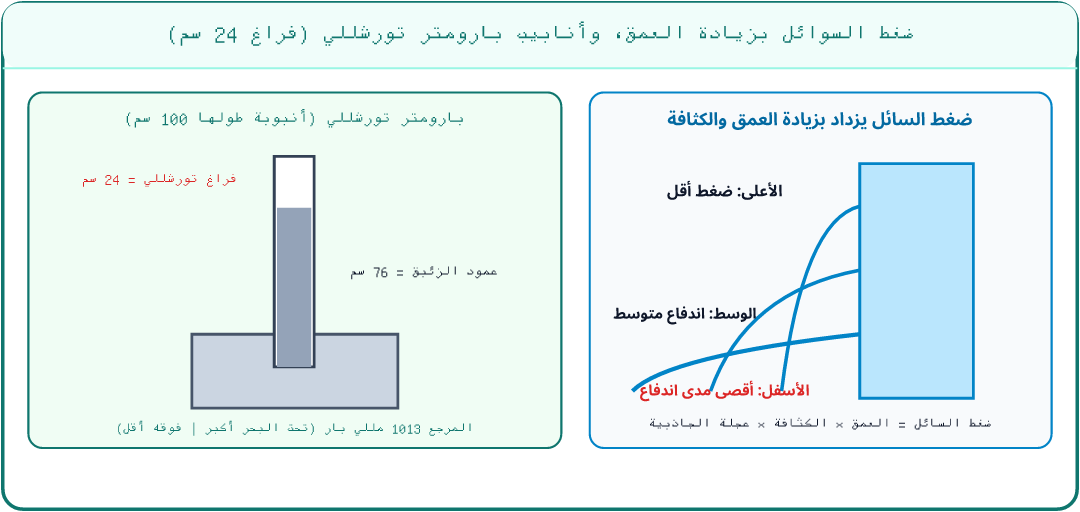 ضغط السوائل بزيادة العمق، وأنابيب بارومتر تورشللي (فراغ 24 سم)
ضغط السائل يزداد بزيادة العمق والكثافة
الأعلى: ضغط أقل
الوسط: اندفاع متوسط
الأسفل: أقصى مدى اندفاع
ضغط السائل = العمق × الكثافة × عجلة الجاذبية
بارومتر تورشللي (أنبوبة طولها 100 سم)
فراغ تورشللي = 24 سم
عمود الزئبق = 76 سم
المرجع 1013 مللي بار (تحت البحر أكبر | فوقه أقل)